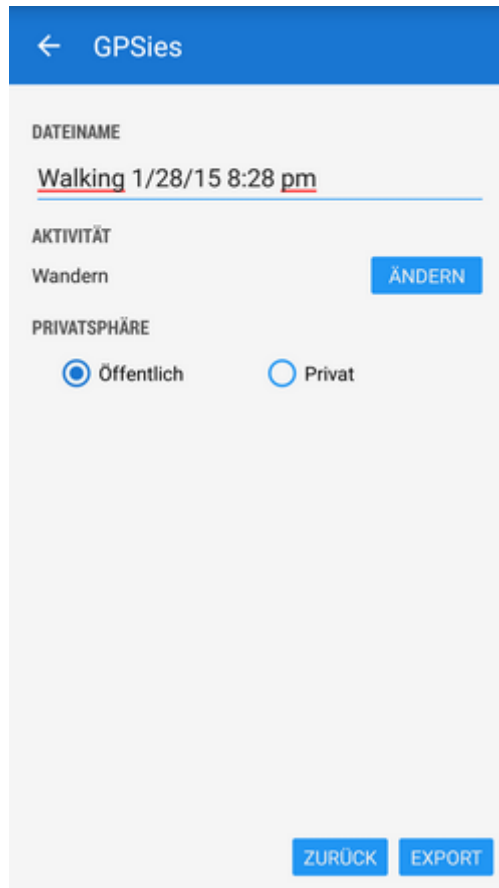 GPSies
DATEINAME
Walking 1/28/15 8:28 pm
AKTIVITÄT
Wandern ÄNDERN
PRIVATSPHÄRE
Öffentlich Privat
ZURÜCK EXPORT